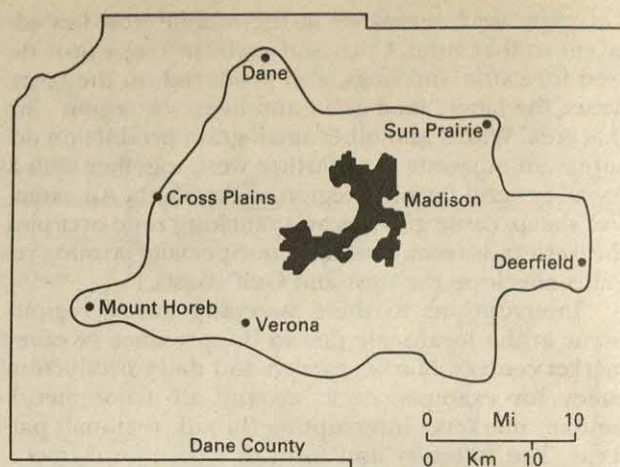 Dane
Sun Prairie
Cross Plains
Madison
Deerfield
Mount Horeb
Verona
0 Mi 10
0 Km 10
Dane County